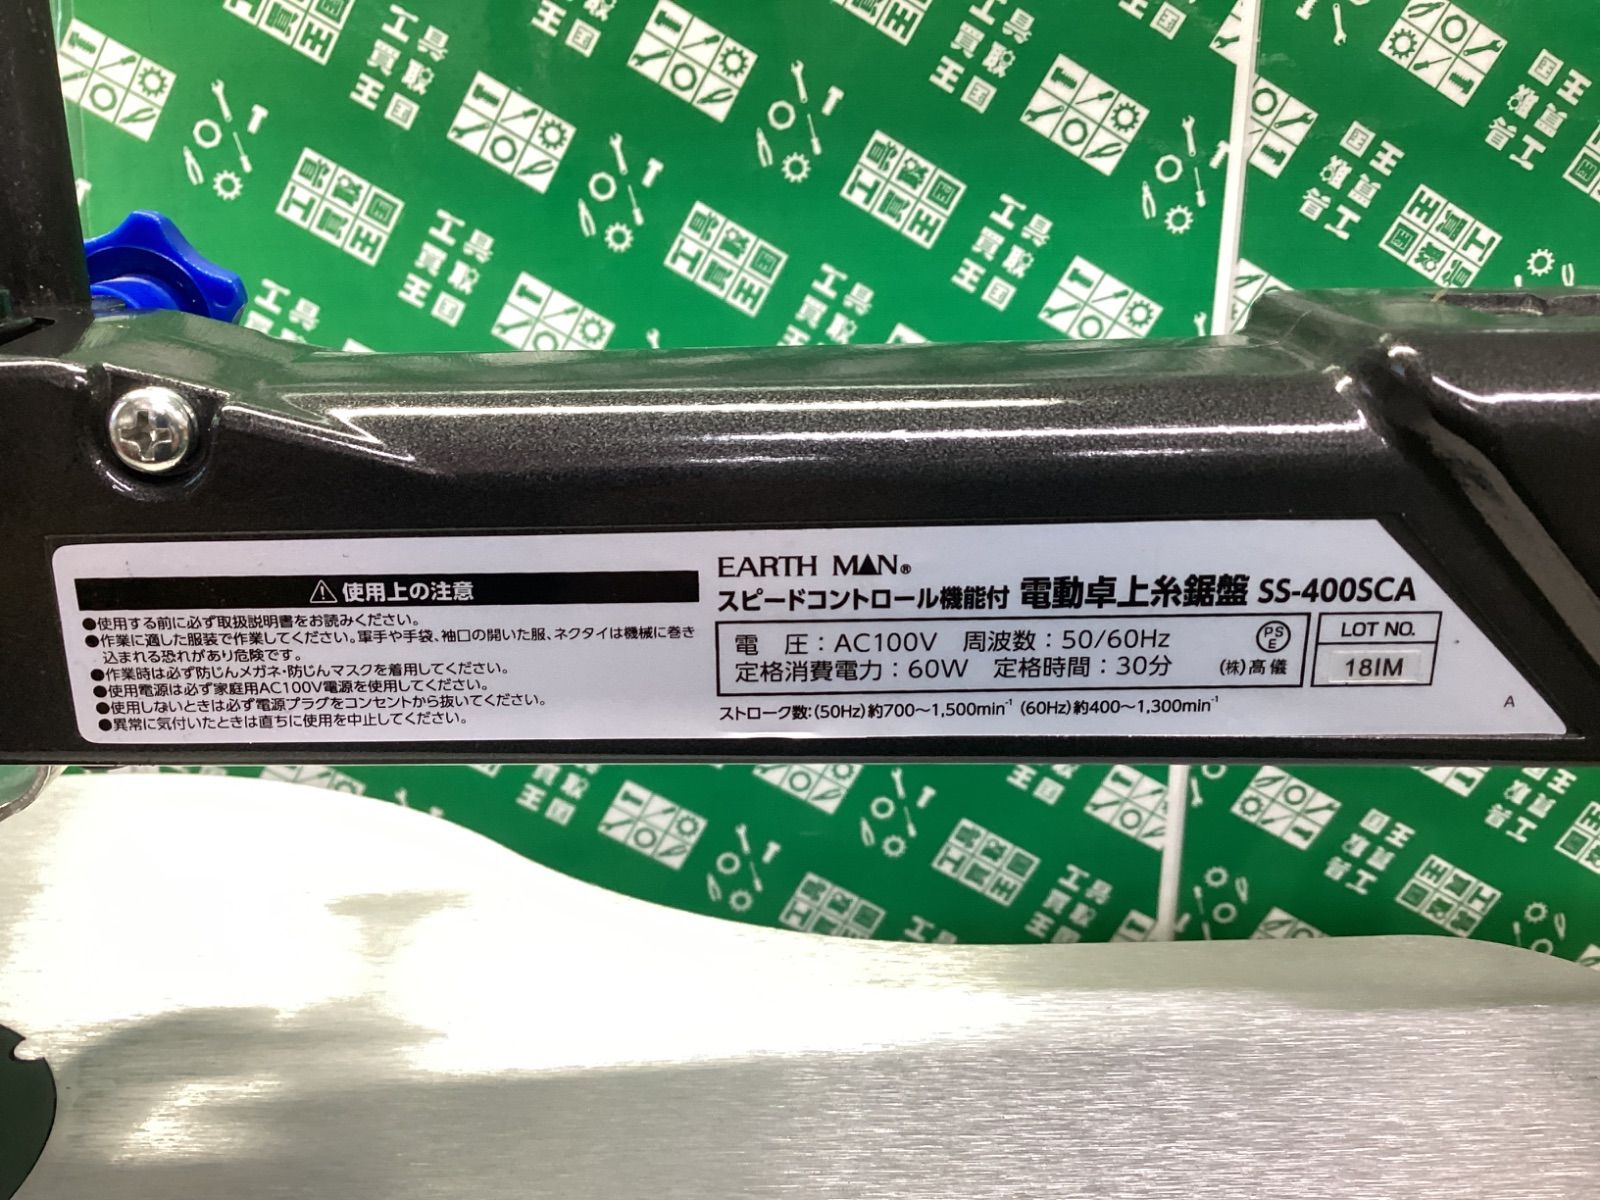 ⚠使用上の注意
●使用する前に必ず取扱説明書をお読みください。
●作業に適した服装で作業してください。軍手や手袋、袖口の開いた服、ネクタイは機械に巻き
込まれる恐れがあり危険です。
●作業時は必ず防じんメガネ・防じんマスクを着用してください。
●使用電源は必ず家庭用AC100V電源を使用してください。
●使用しないときは必ず電源プラグをコンセントから抜いてください。
●異常に気付いたときは直ちに使用を中止してください。
EARTH MAN®
スピードコントロール機能付 電動卓上糸鋸盤 SS-400SCA
電 圧：AC100V 周波数：50/60Hz
定格消費電力：60W 定格時間：30分
PSE
(株)高儀
LOT NO.
18IM
ストローク数：(50Hz)約700〜1,500min⁻¹ (60Hz)約400〜1,300min⁻¹
A
工具
買取
王国